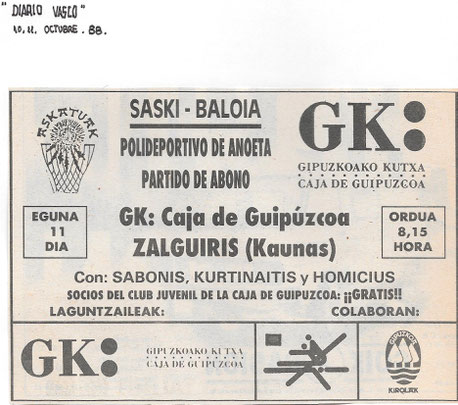 "DIARIO VASCO"
10.11. OCTUBRE. 88.
ASKATUAK
SASKI - BALOIA
POLIDEPORTIVO DE ANOETA
PARTIDO DE ABONO
GK:
GIPUZKOAKO KUTXA
CAJA DE GUIPUZCOA
EGUNA
11
DIA
GK: Caja de Guipúzcoa
ZALGUIRIS (Kaunas)
ORDUA
8,15
HORA
Con: SABONIS, KURTINAITIS y HOMICIUS
SOCIOS DEL CLUB JUVENIL DE LA CAJA DE GUIPUZCOA: ¡¡GRATIS!!
LAGUNTZAILEAK: COLABORAN:
GK:
GIPUZKOAKO KUTXA
CAJA DE GUIPUZCOA
KIROLAK